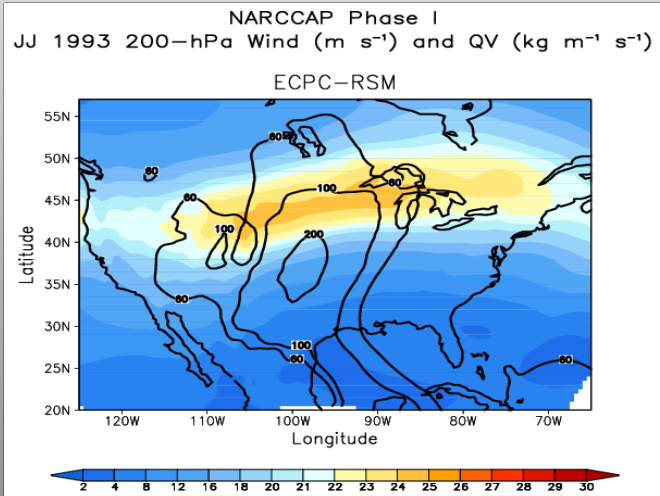 NARCCAP Phase I
JJ 1993 200-hPa Wind (m s⁻¹) and QV (kg m⁻¹ s⁻¹)
ECPC-RSM
55N
60
50N
60
60
100
60
45N
100
200
40N
Latitude
35N
60
30N
100
60
60
25N
20N
120W 110W 100W 90W 80W 70W
Longitude
2 4 8 12 16 18 20 21 22 23 24 25 26 27 28 29 30